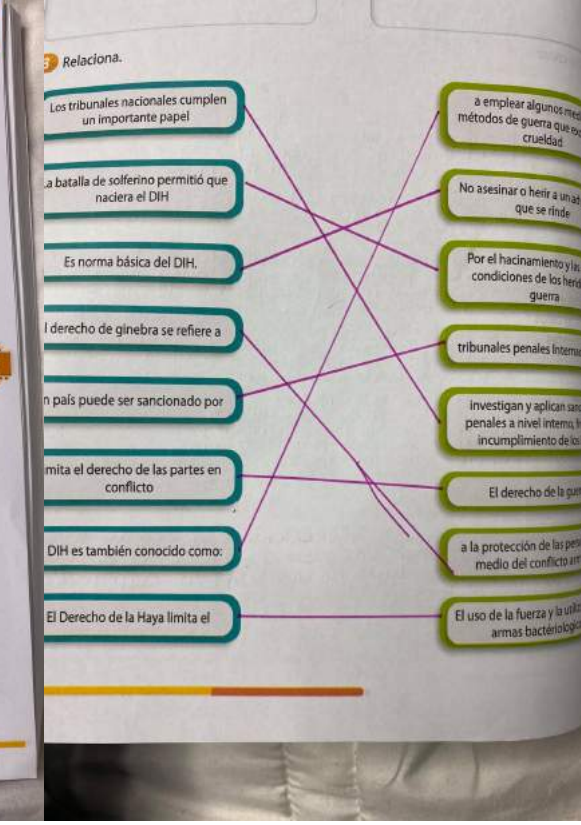 3 Relaciona.
Los tribunales nacionales cumplen
un importante papel
a batalla de solferino permitió que
naciera el DIH
Es norma básica del DIH.
l derecho de ginebra se refiere a
n país puede ser sancionado por
mita el derecho de las partes en
conflicto
DIH es también conocido como:
El Derecho de la Haya limita el
a emplear algunos
métodos de guerra que
crueldad
No asesinar o herir a un
que se rinde
Por el hacinamiento y las
condiciones de los
guerra
tribunales penales
investigan y aplican
penales a nivel interno,
incumplimiento de los
El derecho de la
a la protección de las
medio del conflicto
El uso de la fuerza y la
armas